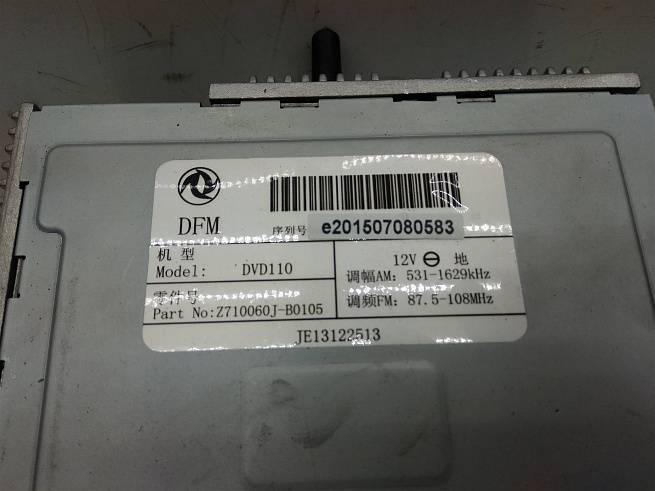 DFM
序列号 e201507080583
机 型
Model: DVD110
零件号
Part No:Z710060J-B0105
12V ⊖ 地
调幅AM: 531-1629kHz
调频FM: 87.5-108MHz
JE13122513